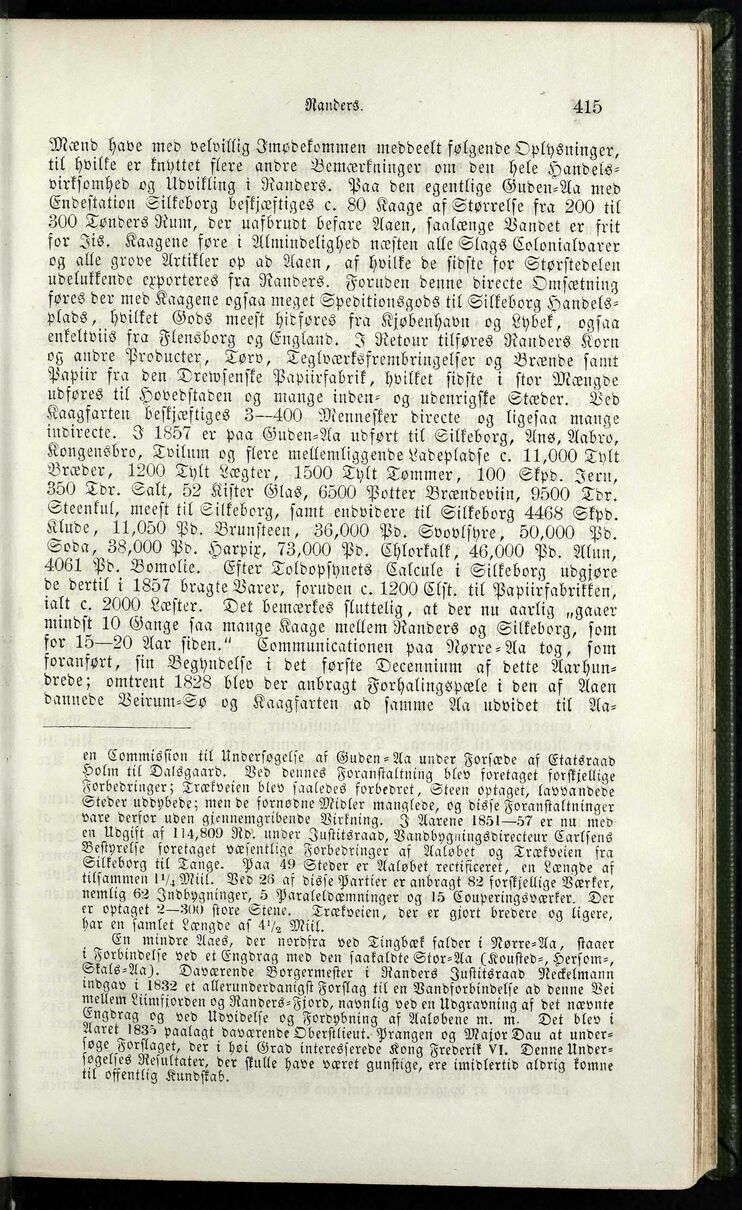 Randers. 415
Mænd have med velvillig Imødekommen meddeelt følgende Oplysninger,
til hvilke er knyttet flere andre Bemærkninger om den hele Handels-
virksomhed og Udvikling i Randers. Paa den egentlige Guden-Aa med
Endestation Silkeborg beskjæftiges c. 80 Kaage af Størrelse fra 200 til
300 Tønders Rum, der uafbrudt befare Aaen, saalænge Vandet er frit
for Iis. Kaagene føre i Almindelighed næsten alle Slags Colonialvarer
og alle grove Artikler op ad Aaen, af hvilke de sidste for Størstedelen
udelukkende exporteres fra Randers. Foruden denne directe Omsætning
føres der med Kaagene ogsaa meget Speditionsgods til Silkeborg Handels-
plads, hvilket Gods meest hidføres fra Kjøbenhavn og Lybek, ogsaa
enkeltviis fra Flensborg og England. I Retour tilføres Randers Korn
og andre Producter, Tørv, Teglværksfrembringelser og Brænde samt
Papiir fra den Drewsenske Papiirfabrik, hvilket sidste i stor Mængde
udføres til Hovedstaden og mange inden- og udenrigske Stæder. Ved
Kaagfarten beskjæftiges 3—400 Mennesker directe og ligesaa mange
indirecte. I 1857 er paa Guden-Aa udført til Silkeborg, Ans, Aabro,
Kongensbro, Tvilum og flere mellemliggende Ladepladse c. 11,000 Tylt
Bræder, 1200 Tylt Lægter, 1500 Tylt Tømmer, 100 Skpd. Jern,
350 Tdr. Salt, 52 Kister Glas, 6500 Potter Brændeviin, 9500 Tdr.
Steenkul, meest til Silkeborg, samt endvidere til Silkeborg 4468 Skpd.
Klude, 11,050 Pd. Brunsteen, 36,000 Pd. Svovlsyre, 50,000 Pd.
Soda, 38,000 Pd. Harpix, 73,000 Pd. Chlorkalk, 46,000 Pd. Alun,
4061 Pd. Bomolie. Efter Toldopsynets Calcule i Silkeborg udgjøre
de dertil i 1857 bragte Varer, foruden c. 1200 Clst. til Papiirfabrikken,
ialt c. 2000 Læster. Det bemærkes sluttelig, at der nu aarlig „gaaer
mindst 10 Gange saa mange Kaage mellem Randers og Silkeborg, som
for 15—20 Aar siden.“ Communicationen paa Nørre-Aa tog, som
foranført, sin Begyndelse i det første Decennium af dette Aarhun-
drede; omtrent 1828 blev der anbragt Forhalingspæle i den af Aaen
dannede Veirum-Sø og Kaagfarten ad samme Aa udvidet til Aa-
en Commission til Undersøgelse af Guden-Aa under Forsæde af Etatsraad
Holm til Dalsgaard. Ved dennes Foranstaltning blev foretaget forskjellige
Forbedringer; Trækveien blev saaledes forbedret, Steen optaget, lavvandede
Steder uddybede; men de fornødne Midler manglede, og disse Foranstaltninger
vare derfor uden gjennemgribende Virkning. I Aarene 1851—57 er nu med
en Udgift af 114,809 Rd. under Justitsraad, Vandbygningsdirecteur Carlsens
Bestyrelse foretaget væsentlige Forbedringer af Aaløbet og Trækveien fra
Silkeborg til Tange. Paa 49 Steder er Aaløbet rectificeret, en Længde af
tilsammen 1¼ Miil. Ved 26 af disse Partier er anbragt 82 forskjellige Værker,
nemlig 62 Indbygninger, 5 Paraleldæmninger og 15 Couperingsværker. Der
er optaget 2—300 store Stene. Trækveien, der er gjort bredere og ligere,
har en samlet Længde af 4½ Miil.
En mindre Aaes, der nordfra ved Tingbæk falder i Nørre-Aa, staaer
i Forbindelse ved et Engdrag med den saakaldte Stor-Aa (Kousted-, Hersom-,
Skals-Aa). Daværende Borgermester i Randers Justitsraad Neckelmann
indgav i 1832 et allerunderdanigst Forslag til en Vandforbindelse ad denne Vei
mellem Liimfjorden og Randers-Fjord, navnlig ved en Udgravning af det nævnte
Engdrag og ved Udvidelse og Fordybning af Aaløbene m. m. Det blev i
Aaret 1835 paalagt daværende Oberstlieut. Prangen og Major Dau at under-
søge Forslaget, der i høi Grad interesserede Kong Frederik VI. Denne Under-
søgelses Resultater, der skulle have været gunstige, ere imidlertid aldrig komne
til offentlig Kundskab.